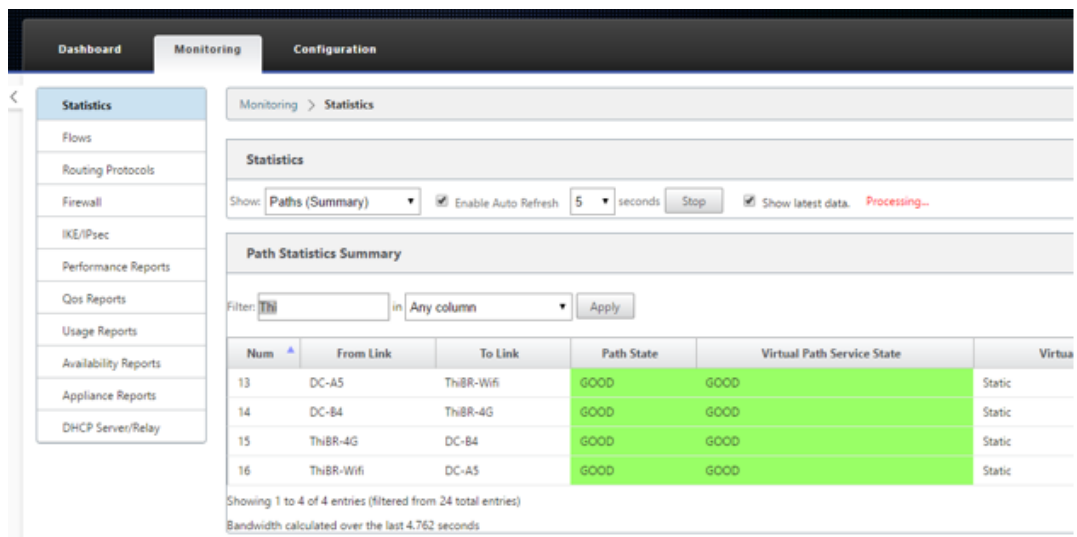 Dashboard Monitoring Configuration
Statistics
Flows
Routing Protocols
Firewall
IKE/IPsec
Performance Reports
Qos Reports
Usage Reports
Availability Reports
Appliance Reports
DHCP Server/Relay
Monitoring > Statistics
Statistics
Show: Paths (Summary) Enable Auto Refresh 5 seconds Stop Show latest data. Processing...
Path Statistics Summary
Filter: Thi in Any column Apply
Num From Link To Link Path State Virtual Path Service State Virtua
13 DC-A5 ThiBR-Wifi GOOD GOOD Static
14 DC-B4 ThiBR-4G GOOD GOOD Static
15 ThiBR-4G DC-B4 GOOD GOOD Static
16 ThiBR-Wifi DC-A5 GOOD GOOD Static
Showing 1 to 4 of 4 entries (filtered from 24 total entries)
Bandwidth calculated over the last 4.762 seconds